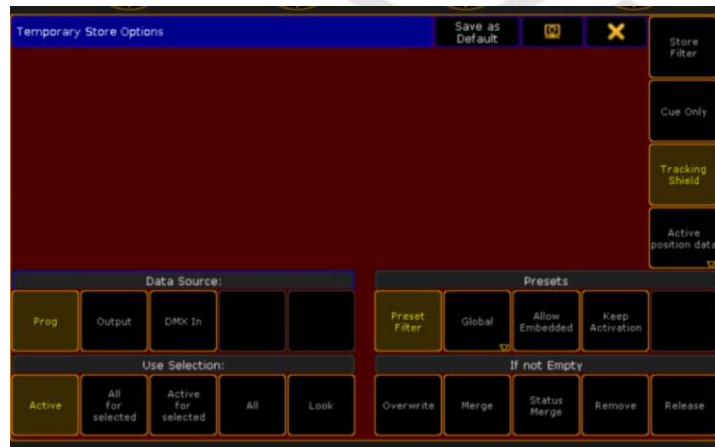 Temporary Store Options
Save as
Default
Store
Filter
Cue Only
Tracking
Shield
Active
position data
Data Source:
Prog
Output
DMX In
Presets
Preset
Filter
Global
Allow
Embedded
Keep
Activation
Use Selection:
Active
All
for
selected
Active
for
selected
All
Look
If not Empty
Overwrite
Merge
Status
Merge
Remove
Release